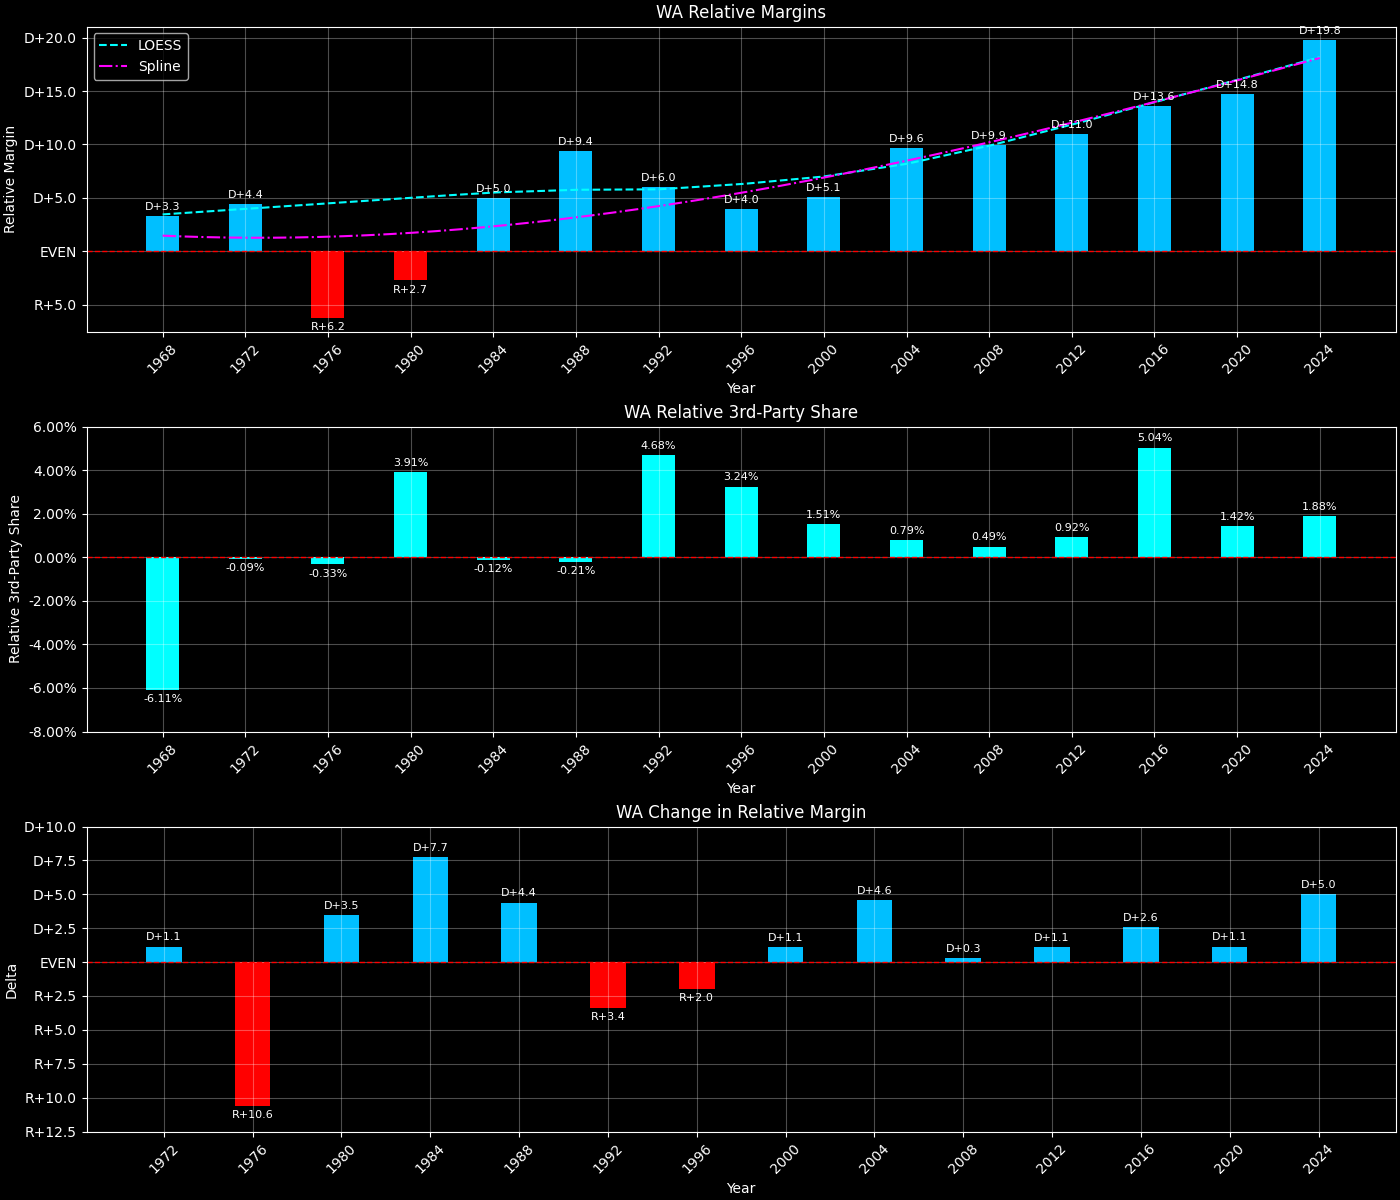 WA Relative Margins
LOESS
Spline
Relative Margin
D+20.0
D+15.0
D+10.0
D+5.0
EVEN
R+5.0
D+3.3
D+4.4
R+6.2
R+2.7
D+5.0
D+9.4
D+6.0
D+4.0
D+5.1
D+9.6
D+9.9
D+11.0
D+13.6
D+14.8
D+19.8
1968 1972 1976 1980 1984 1988 1992 1996 2000 2004 2008 2012 2016 2020 2024
Year
WA Relative 3rd-Party Share
Relative 3rd-Party Share
6.00%
4.00%
2.00%
0.00%
-2.00%
-4.00%
-6.00%
-8.00%
-6.11%
-0.09%
-0.33%
3.91%
-0.12%
-0.21%
4.68%
3.24%
1.51%
0.79%
0.49%
0.92%
5.04%
1.42%
1.88%
1968 1972 1976 1980 1984 1988 1992 1996 2000 2004 2008 2012 2016 2020 2024
Year
WA Change in Relative Margin
Delta
D+10.0
D+7.5
D+5.0
D+2.5
EVEN
R+2.5
R+5.0
R+7.5
R+10.0
R+12.5
D+1.1
R+10.6
D+3.5
D+7.7
D+4.4
R+3.4
R+2.0
D+1.1
D+4.6
D+0.3
D+1.1
D+2.6
D+1.1
D+5.0
1972 1976 1980 1984 1988 1992 1996 2000 2004 2008 2012 2016 2020 2024
Year